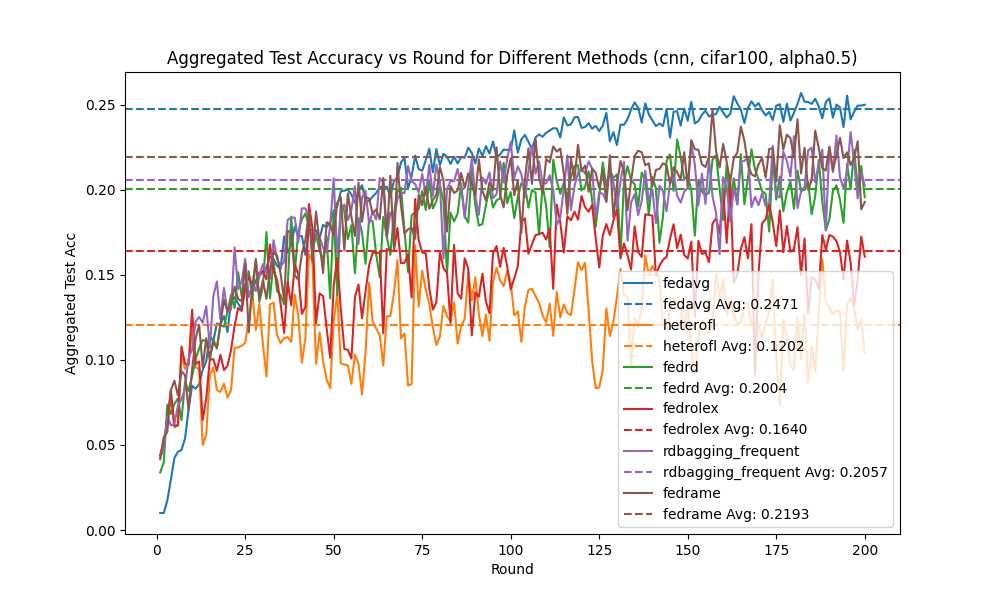 Aggregated Test Accuracy vs Round for Different Methods (cnn, cifar100, alpha0.5)
Aggregated Test Acc
0.25
0.20
0.15
0.10
0.05
0.00
fedavg
fedavg Avg: 0.2471
heterofl
heterofl Avg: 0.1202
fedrd
fedrd Avg: 0.2004
fedrolex
fedrolex Avg: 0.1640
rdbagging_frequent
rdbagging_frequent Avg: 0.2057
fedrame
fedrame Avg: 0.2193
0 25 50 75 100 125 150 175 200
Round